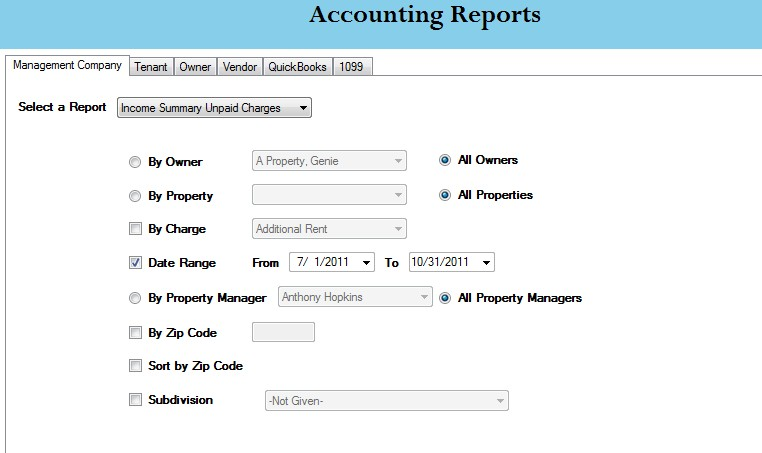 Accounting Reports
Management Company Tenant Owner Vendor QuickBooks 1099
Select a Report Income Summary Unpaid Charges
By Owner A Property, Genie All Owners
By Property All Properties
By Charge Additional Rent
Date Range From 7/ 1/2011 To 10/31/2011
By Property Manager Anthony Hopkins All Property Managers
By Zip Code
Sort by Zip Code
Subdivision -Not Given-